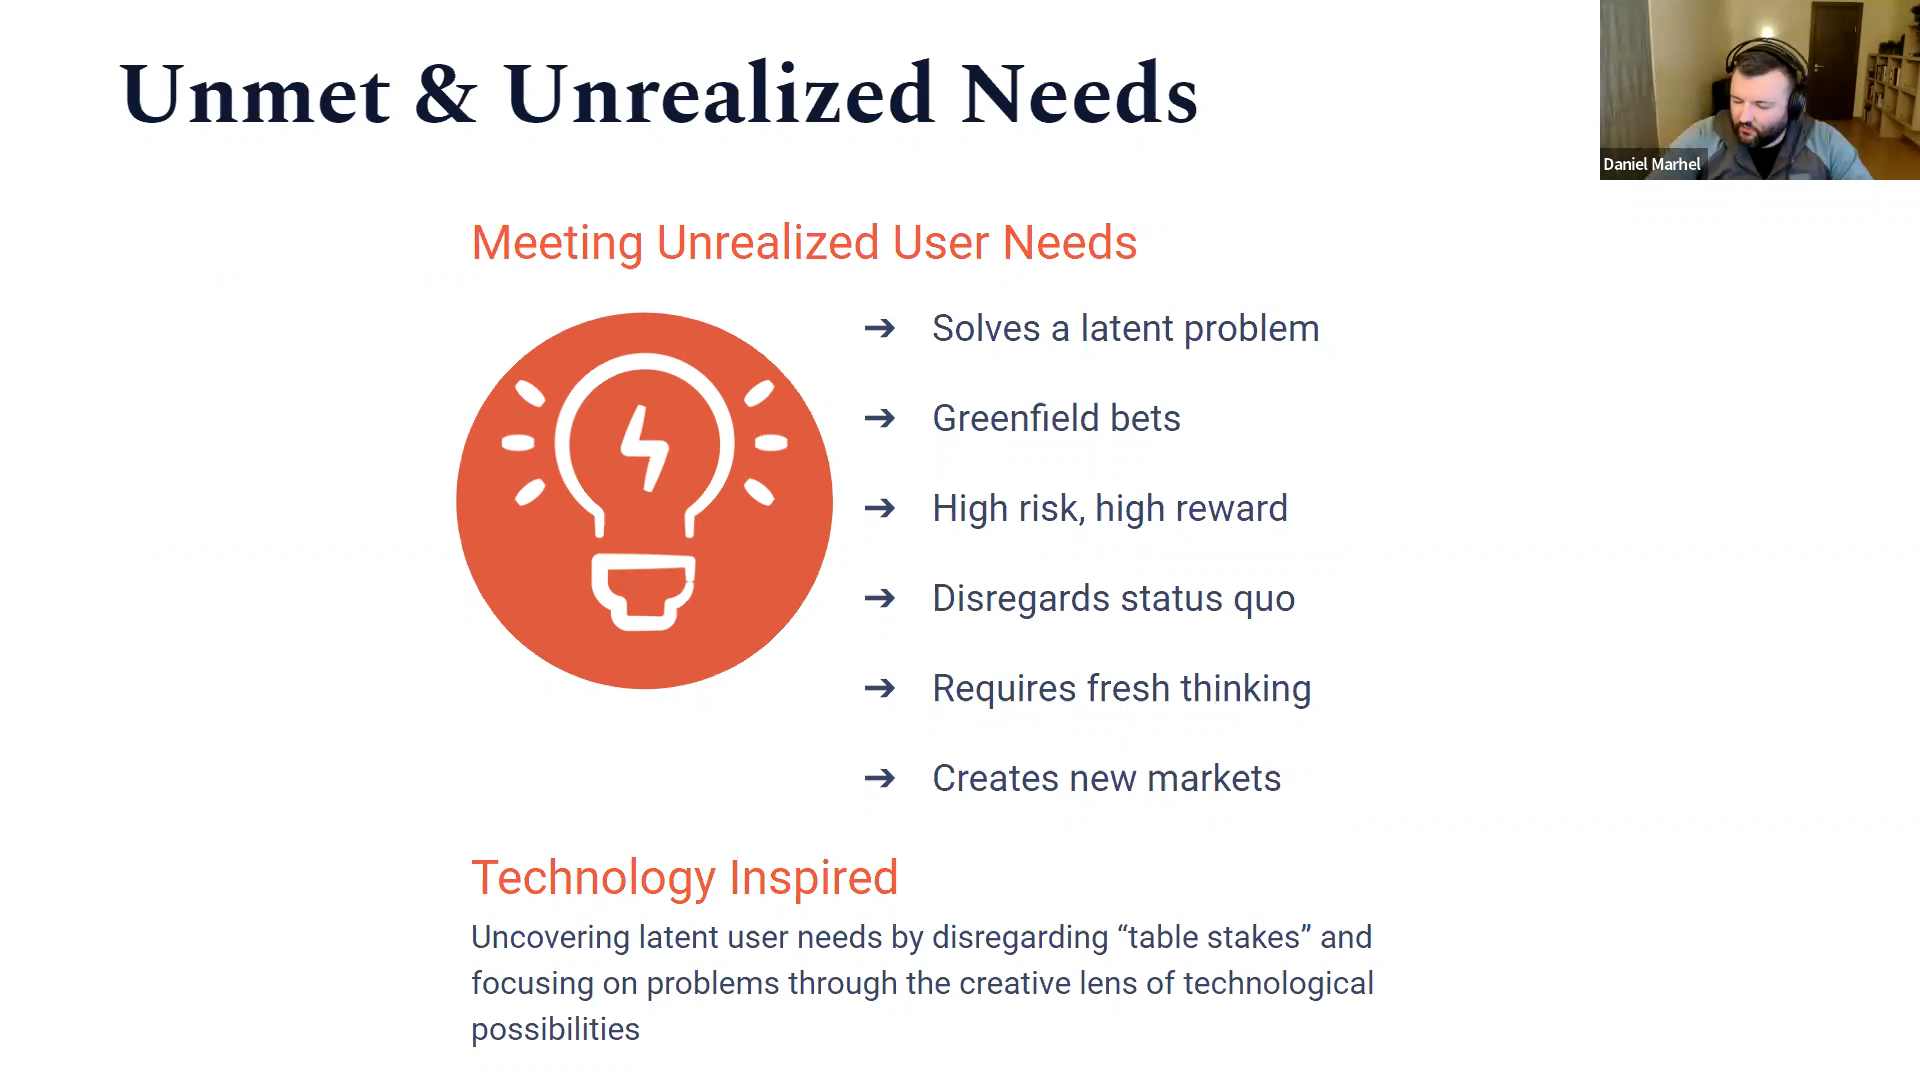 Unmet & Unrealized Needs
Daniel Marhel
Meeting Unrealized User Needs
➔ Solves a latent problem
➔ Greenfield bets
➔ High risk, high reward
➔ Disregards status quo
➔ Requires fresh thinking
➔ Creates new markets
Technology Inspired
Uncovering latent user needs by disregarding “table stakes” and
focusing on problems through the creative lens of technological
possibilities